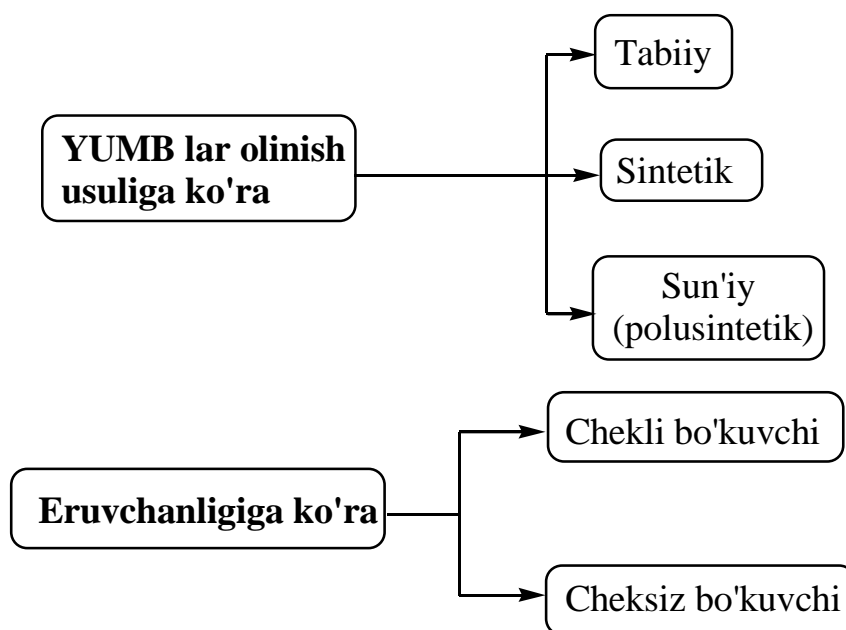 YUMB lar olinish
usuliga ko'ra
Tabiiy
Sintetik
Sun'iy
(polusintetik)
Eruvchanligiga ko'ra
Chekli bo'kuvchi
Cheksiz bo'kuvchi